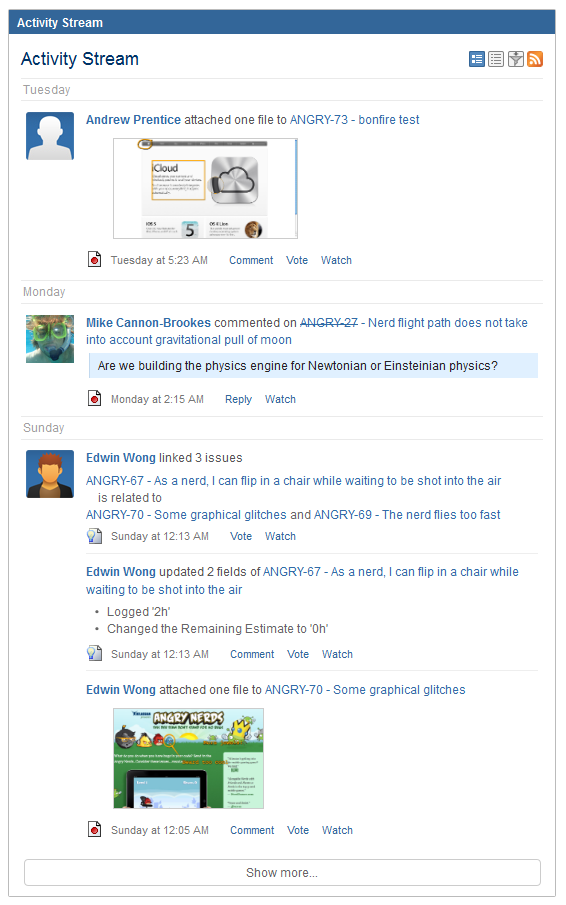 Activity Stream
Activity Stream
Tuesday
Andrew Prentice attached one file to ANGRY-73 - bonfire test
iCloud
iOS 5
OS X Lion
5
Tuesday at 5:23 AM Comment Vote Watch
Monday
Mike Cannon-Brookes commented on ANGRY-27 - Nerd flight path does not take
into account gravitational pull of moon
Are we building the physics engine for Newtonian or Einsteinian physics?
Monday at 2:15 AM Reply Watch
Sunday
Edwin Wong linked 3 issues
ANGRY-67 - As a nerd, I can flip in a chair while waiting to be shot into the air
is related to
ANGRY-70 - Some graphical glitches and ANGRY-69 - The nerd flies too fast
Sunday at 12:13 AM Vote Watch
Edwin Wong updated 2 fields of ANGRY-67 - As a nerd, I can flip in a chair while
waiting to be shot into the air
• Logged '2h'
• Changed the Remaining Estimate to '0h'
Sunday at 12:13 AM Comment Vote Watch
Edwin Wong attached one file to ANGRY-70 - Some graphical glitches
ANGRY NERDS
Sunday at 12:05 AM Comment Vote Watch
Show more...